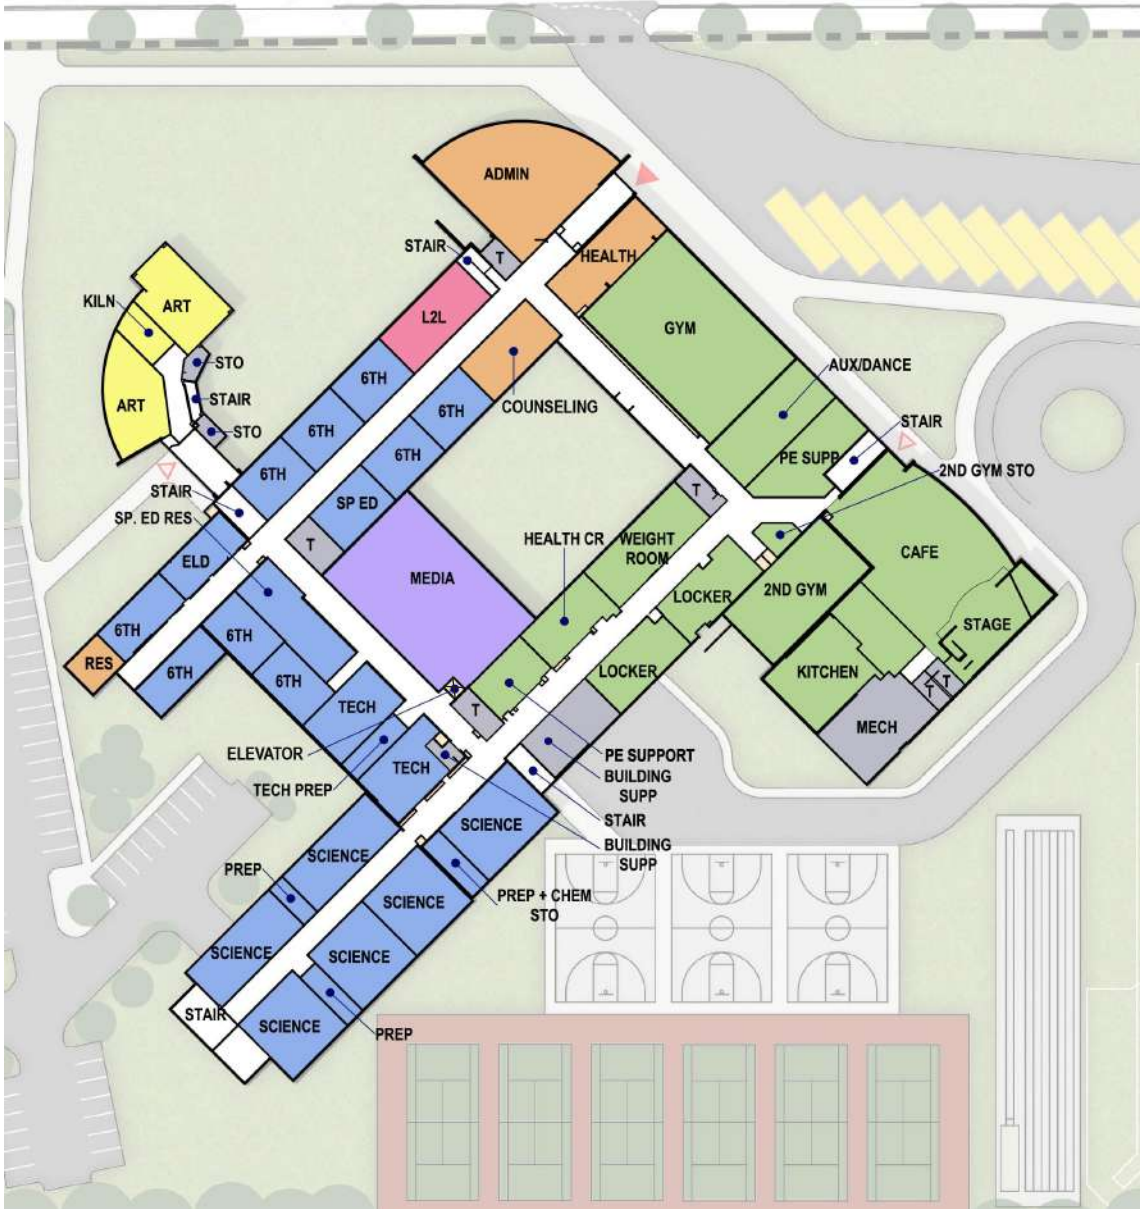 ADMIN
STAIR
T
HEALTH
KILN
ART
L2L
GYM
STO
6TH
AUX/DANCE
ART
STAIR
6TH
COUNSELING
STAIR
STO
6TH
6TH
PE SUPP
2ND GYM STO
6TH
STAIR
SP ED
T
SP. ED RES
HEALTH CR
WEIGHT
ROOM
CAFE
T
ELD
MEDIA
2ND GYM
LOCKER
6TH
6TH
STAGE
RES
6TH
6TH
LOCKER
KITCHEN
T
T
TECH
T
MECH
ELEVATOR
PE SUPPORT
TECH PREP
TECH
BUILDING
SUPP
STAIR
SCIENCE
BUILDING
SUPP
SCIENCE
PREP
PREP + CHEM
STO
SCIENCE
SCIENCE
SCIENCE
STAIR
SCIENCE
PREP